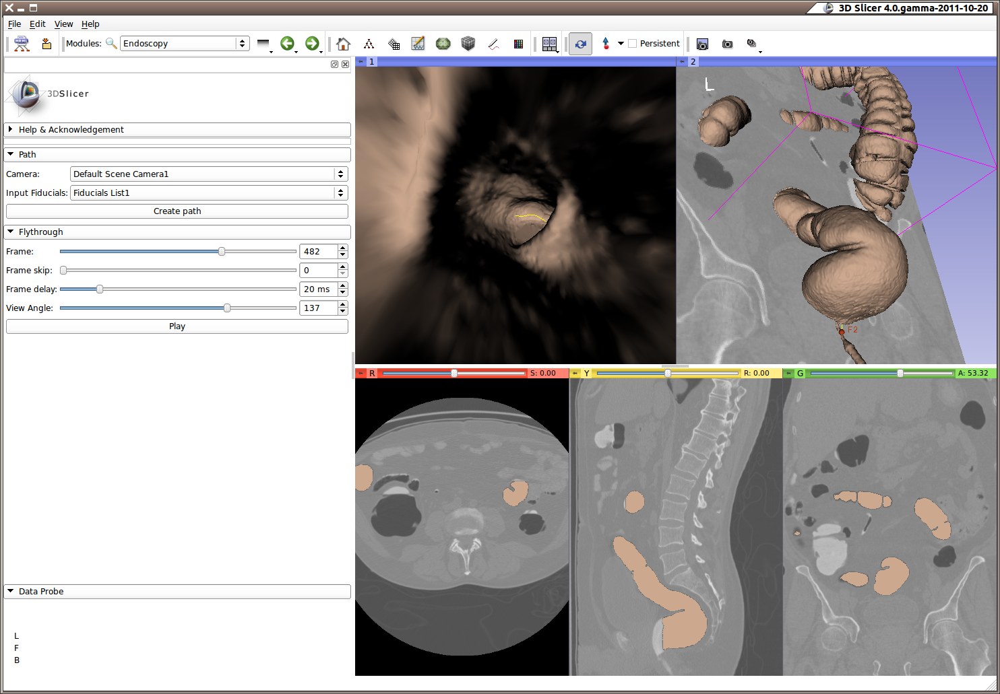 3D Slicer 4.0.gamma-2011-10-20
File Edit View Help
Modules: Endoscopy Persistent
1 2
3DSlicer
L
Help & Acknowledgement
Path
Camera: Default Scene Camera1
Input Fiducials: Fiducials List1
Create path
Flythrough
Frame: 482
Frame skip: 0
Frame delay: 20 ms
View Angle: 137
Play
F2
R S: 0.00 Y R: 0.00 G A: 53.32
Data Probe
L
F
B